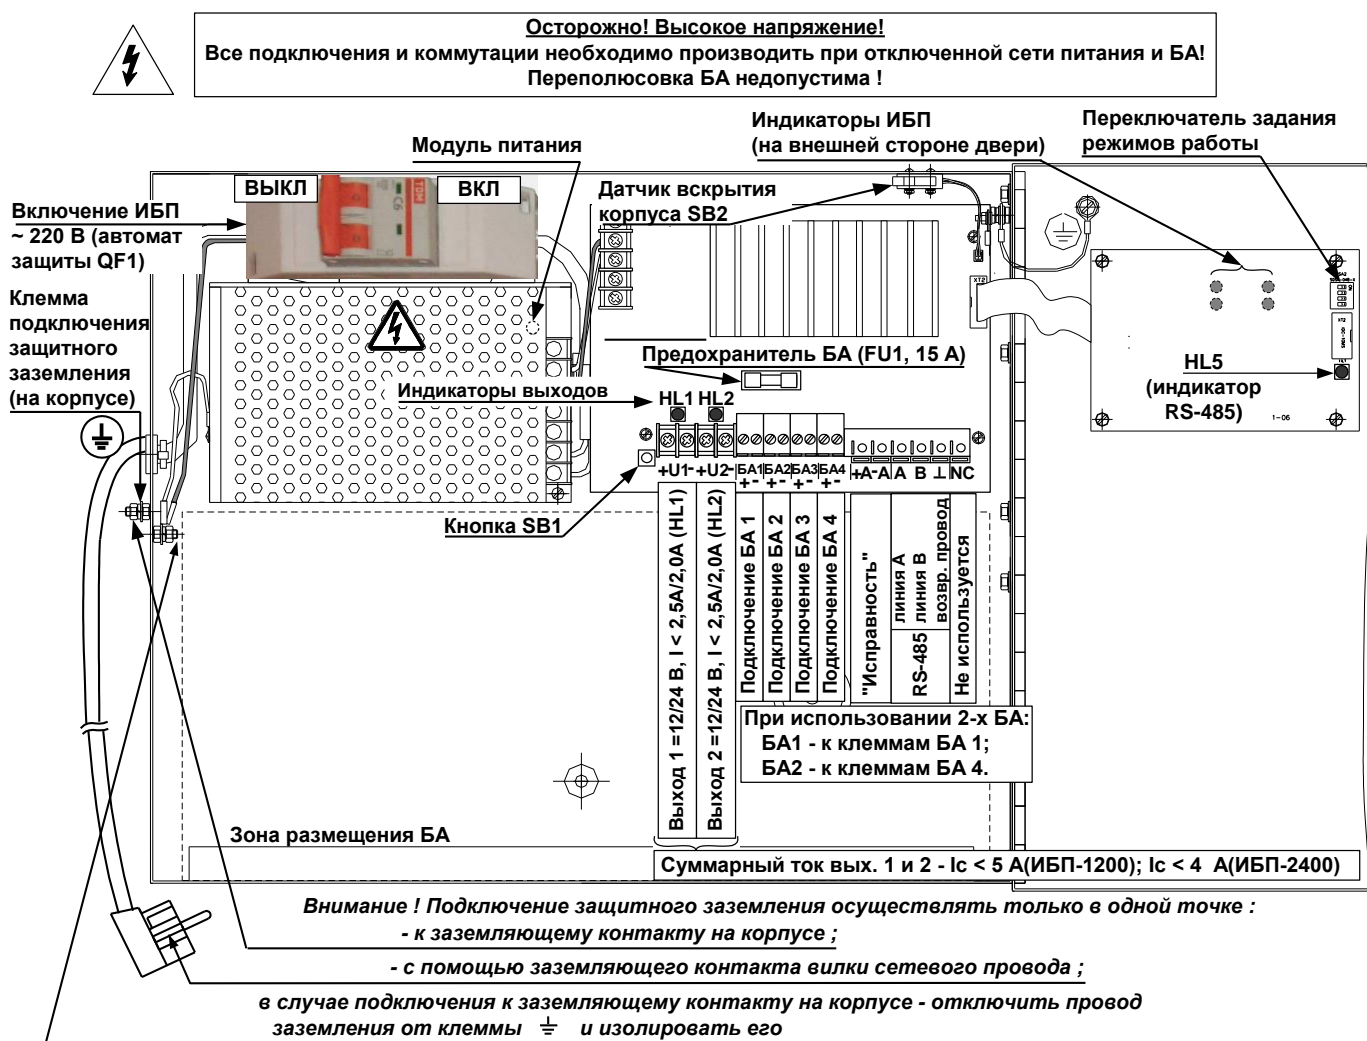 Осторожно! Высокое напряжение!
Все подключения и коммутации необходимо производить при отключенной сети питания и БА!
Переполюсовка БА недопустима !
Индикаторы ИБП
(на внешней стороне двери)
Переключатель задания
режимов работы
Модуль питания
ВЫКЛ
ВКЛ
TDM
C6
Датчик вскрытия
корпуса SB2
Включение ИБП
~ 220 В (автомат
защиты QF1)
Клемма
подключения
защитного
заземления
(на корпусе)
XT2
XT2
Предохранитель БА (FU1, 15 А)
HL5
(индикатор
RS-485)
1-06
Индикаторы выходов
HL1 HL2
+U1- +U2- БА1 БА2 БА3 БА4 +A-A A B ⊥ NC
+ - + - + - + -
Кнопка SB1
Выход 1 =12/24 В, I < 2,5А/2,0А (HL1)
Выход 2 =12/24 В, I < 2,5А/2,0А (HL2)
Подключение БА 1
Подключение БА 2
Подключение БА 3
Подключение БА 4
"Исправность"
RS-485
линия А
линия В
возвр. провод
Не используется
При использовании 2-х БА:
БА1 - к клеммам БА 1;
БА2 - к клеммам БА 4.
Зона размещения БА
Суммарный ток вых. 1 и 2 - Iс < 5 А(ИБП-1200); Iс < 4 А(ИБП-2400)
Внимание ! Подключение защитного заземления осуществлять только в одной точке :
- к заземляющему контакту на корпусе ;
- с помощью заземляющего контакта вилки сетевого провода ;
в случае подключения к заземляющему контакту на корпусе - отключить провод
заземления от клеммы ⏚ и изолировать его